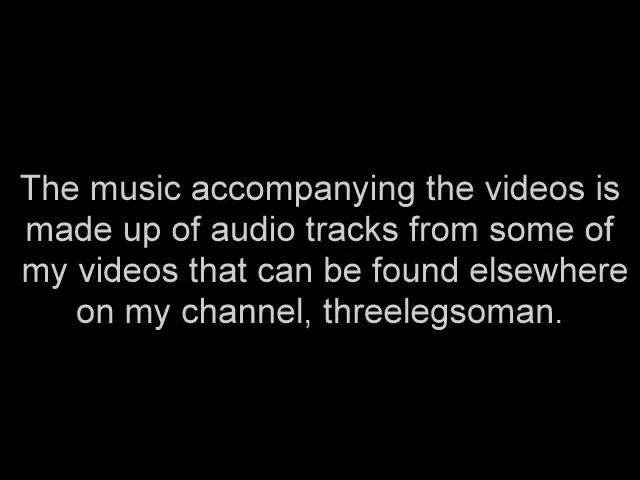 The music accompanying the videos is
made up of audio tracks from some of
my videos that can be found elsewhere
on my channel, threelegsoman.